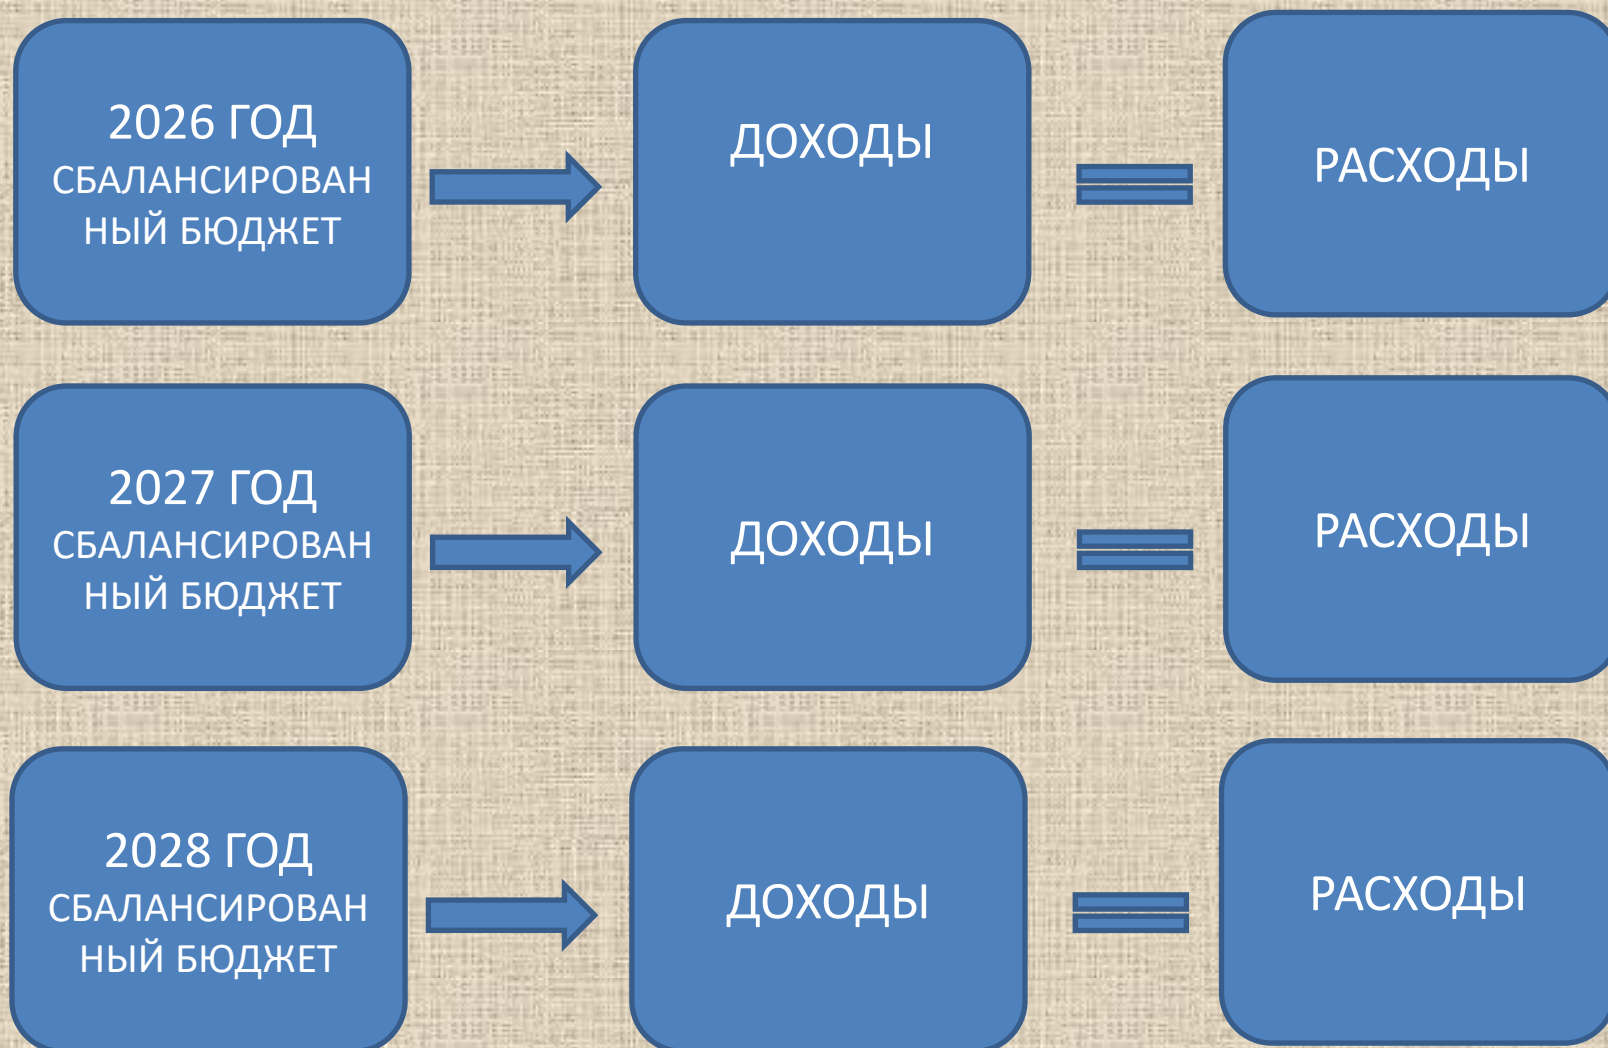 2026 ГОД
СБАЛАНСИРОВАН
НЫЙ БЮДЖЕТ
ДОХОДЫ
РАСХОДЫ
2027 ГОД
СБАЛАНСИРОВАН
НЫЙ БЮДЖЕТ
ДОХОДЫ
РАСХОДЫ
2028 ГОД
СБАЛАНСИРОВАН
НЫЙ БЮДЖЕТ
ДОХОДЫ
РАСХОДЫ